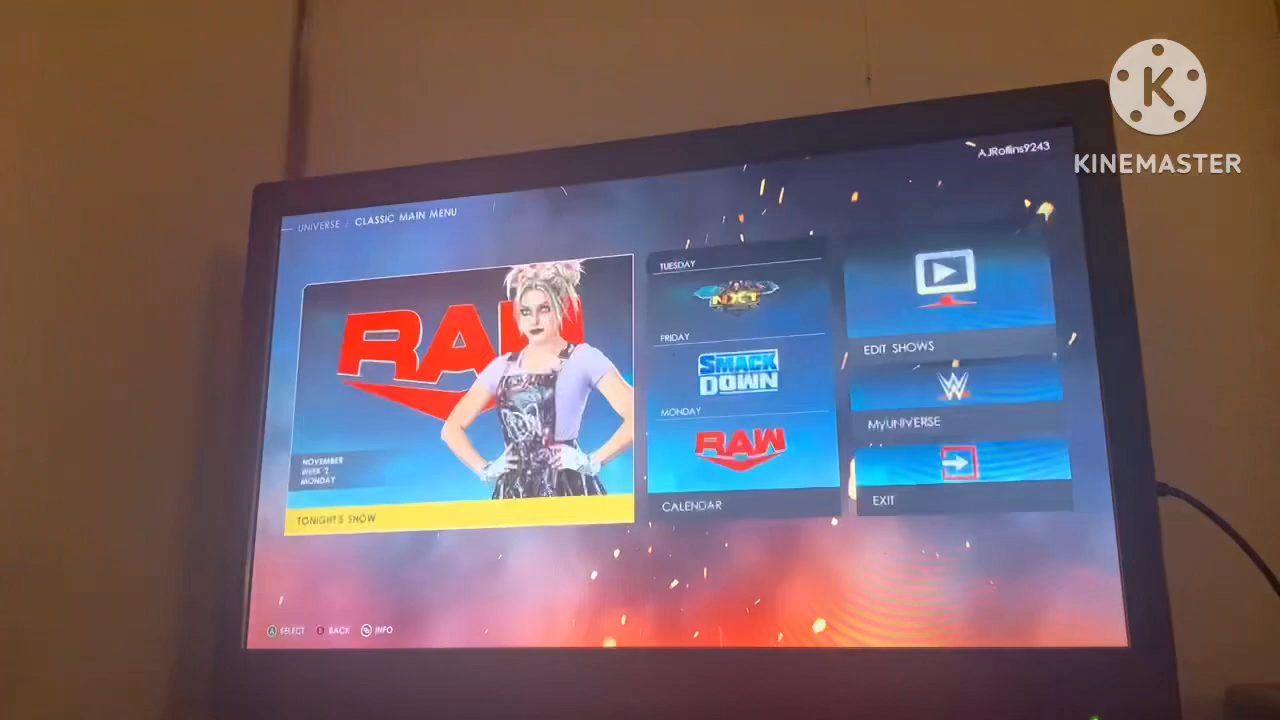 K
KINEMASTER
AJRollins9243
UNIVERSE / CLASSIC MAIN MENU
RAW
NOVEMBER
WEEK 2
MONDAY
TONIGHT'S SHOW
TUESDAY
NXT
FRIDAY
SMACK
DOWN
MONDAY
RAW
CALENDAR
EDIT SHOWS
W
MyUNIVERSE
EXIT
A SELECT
B BACK
INFO